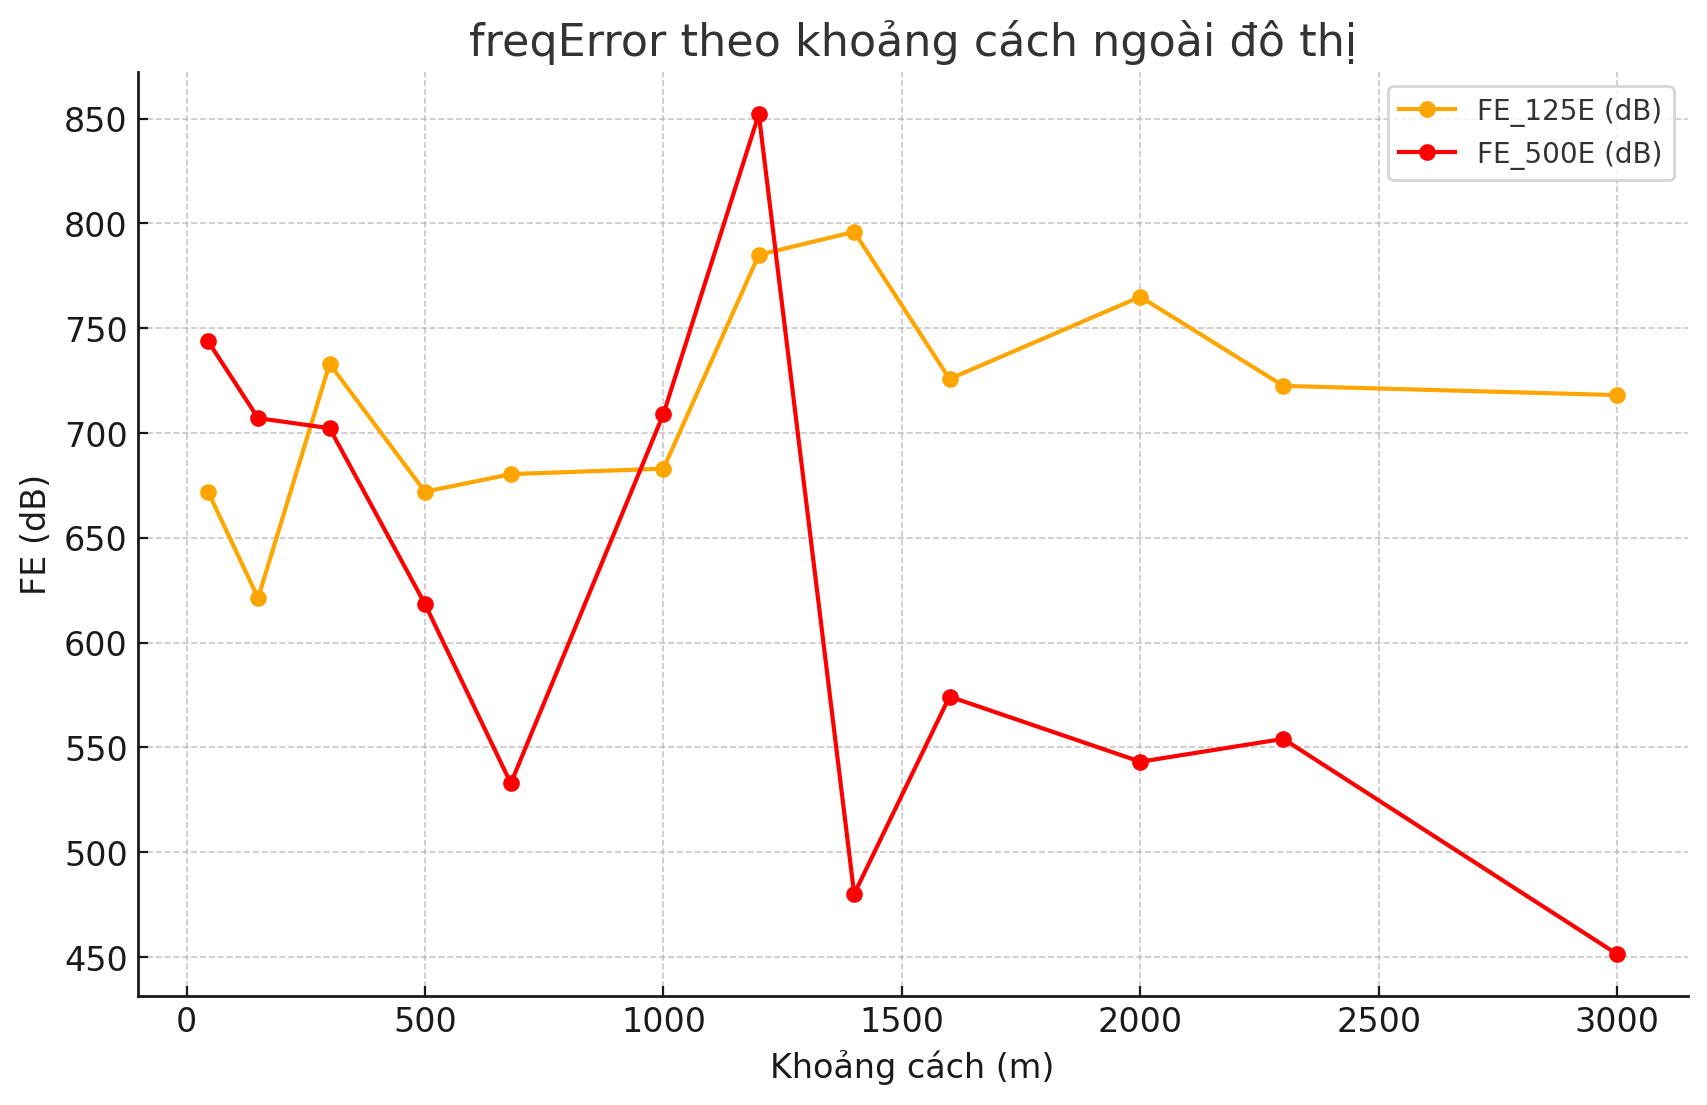 freqError theo khoảng cách ngoài đô thị
FE_125E (dB)
FE_500E (dB)
FE (dB)
850
800
750
700
650
600
550
500
450
0 500 1000 1500 2000 2500 3000
Khoảng cách (m)